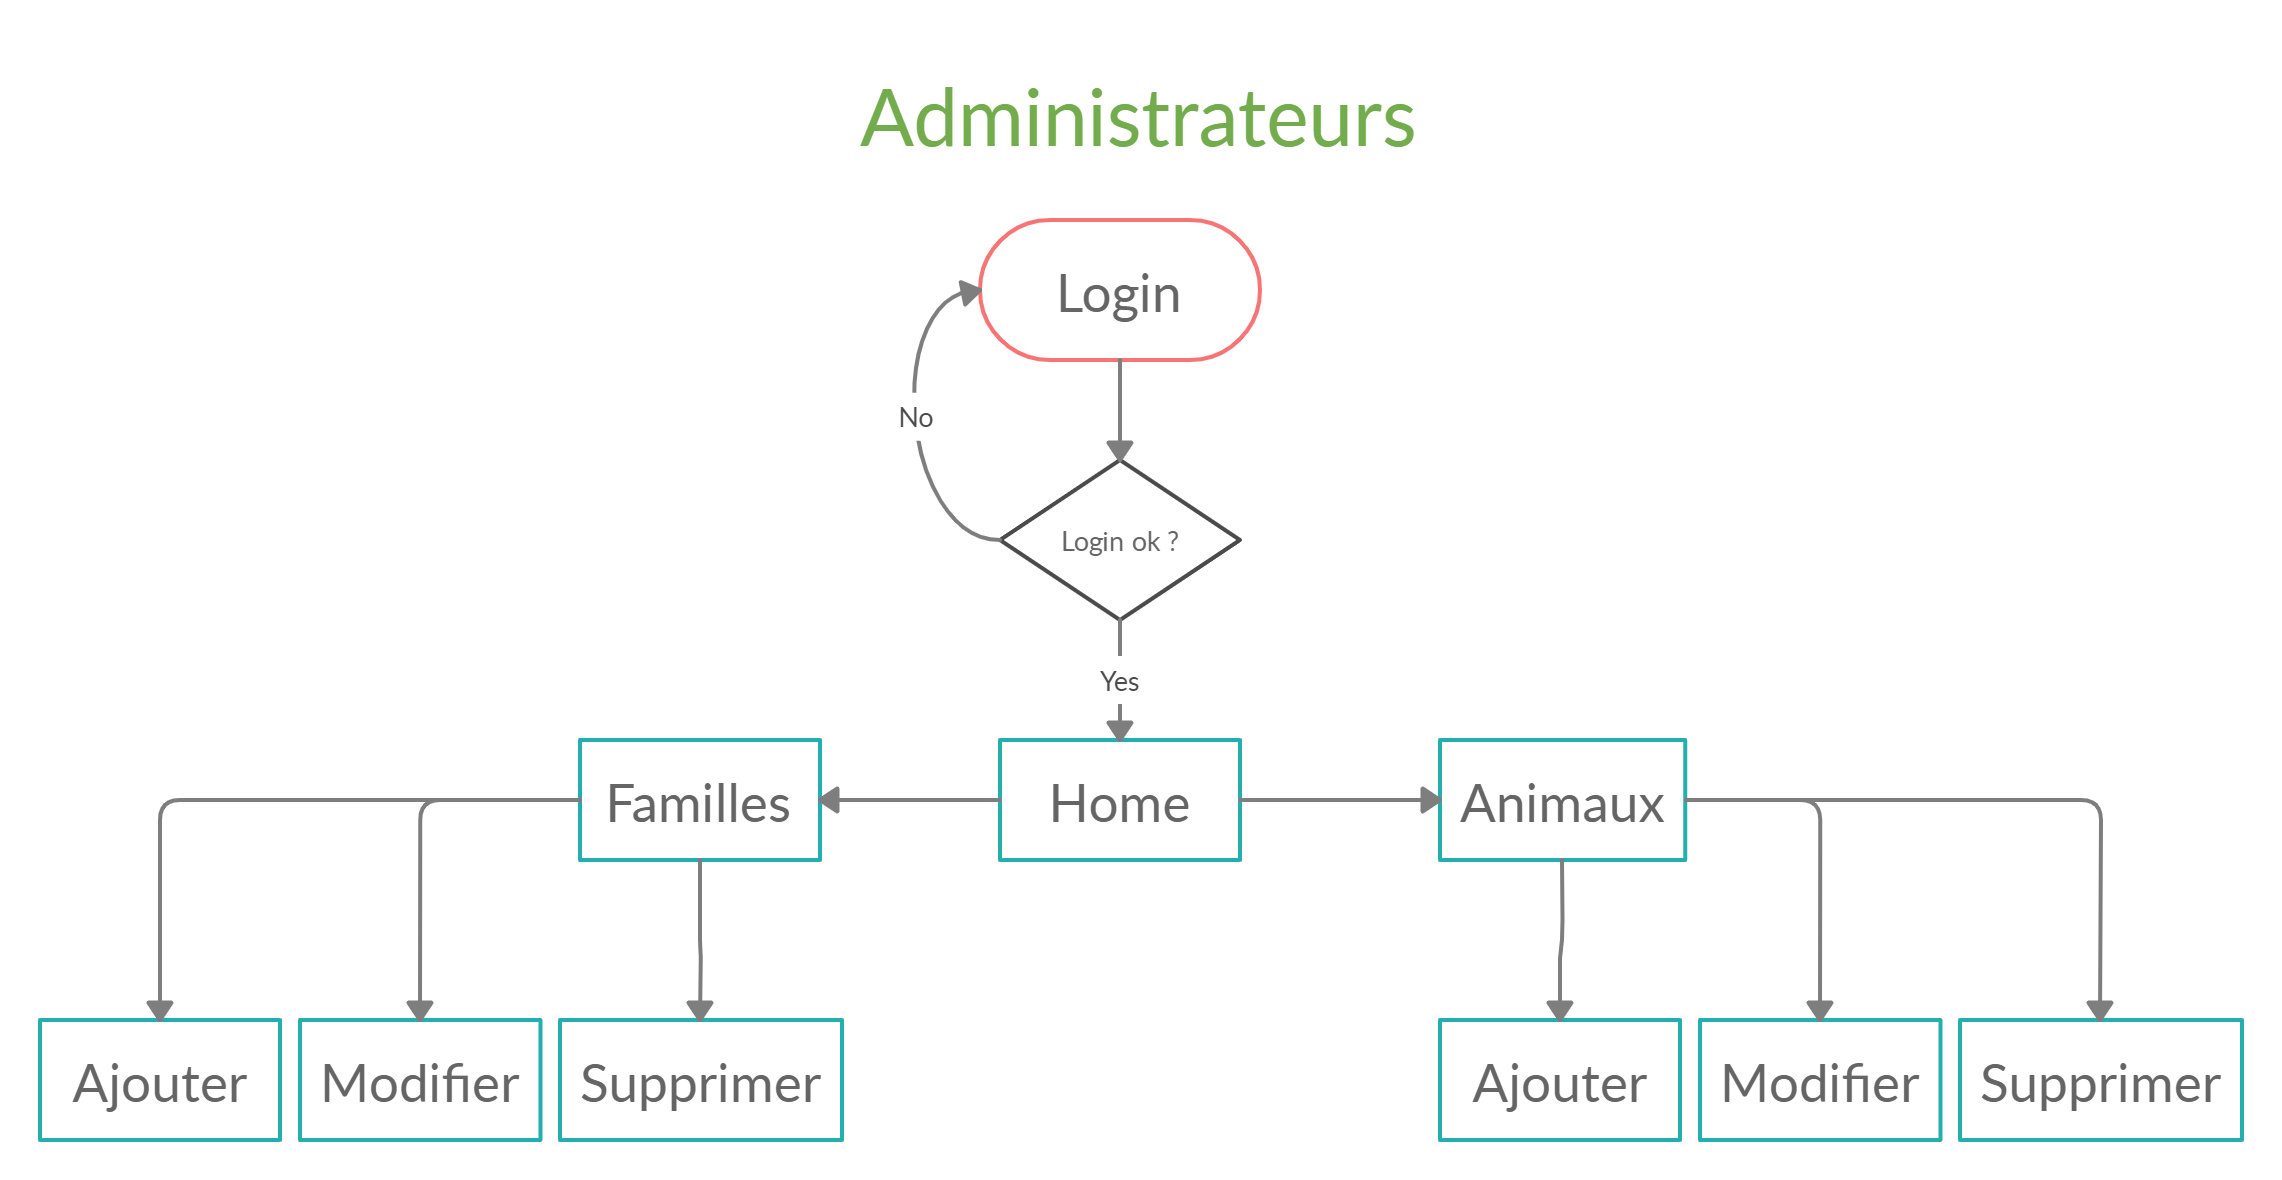 Administrateurs
Login
No
Login ok ?
Yes
Familles
Home
Animaux
Ajouter
Modifier
Supprimer
Ajouter
Modifier
Supprimer